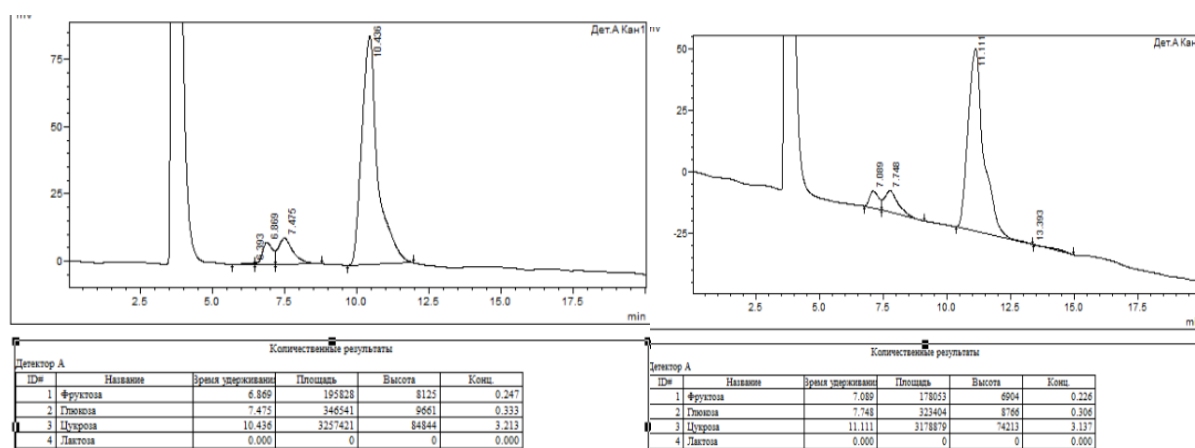 mv
Дет.А Кан1
75
50
25
0
6.393
6.869
7.475
10.436
2.5 5.0 7.5 10.0 12.5 15.0 17.5
min
Количественные результаты
Детектор А
ID# Название Время удерживани Площадь Высота Конц.
1 Фруктоза 6.869 195828 8125 0.247
2 Глюкоза 7.475 346541 9661 0.333
3 Цукроза 10.436 3257421 84844 3.213
4 Лактоза 0.000 0 0 0.000
nv
Дет.А Кан
50
25
0
-25
7.089
7.748
11.111
13.393
2.5 5.0 7.5 10.0 12.5 15.0 17.5
mi
Количественные результаты
Детектор А
ID# Название Время удерживани Площадь Высота Конц.
1 Фруктоза 7.089 178053 6904 0.226
2 Глюкоза 7.748 323404 8766 0.306
3 Цукроза 11.111 3178879 74213 3.137
4 Лактоза 0.000 0 0 0.000